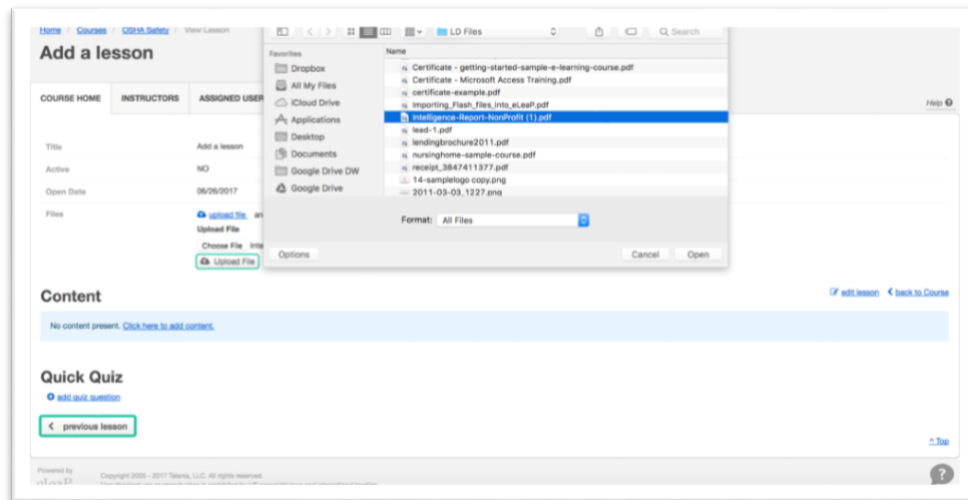 Home / Courses / OSHA Safety / View Lesson
Add a lesson
COURSE HOME
INSTRUCTORS
ASSIGNED USER
Help
Title
Add a lesson
Active
NO
Open Date
06/26/2017
Files
upload file an
Upload File
Choose File Inte
Upload File
LD Files
Search
Favorites
Dropbox
All My Files
iCloud Drive
Applications
Desktop
Documents
Google Drive DW
Google Drive
Name
Certificate - getting-started-sample-e-learning-course.pdf
Certificate - Microsoft Access Training.pdf
certificate-example.pdf
Importing_Flash_files_into_eLeaP.pdf
Intelligence-Report-NonProfit (1).pdf
lead-1.pdf
lendingbrochure2011.pdf
nursinghome-sample-course.pdf
receipt_3847411377.pdf
14-samplelogo copy.png
2011-03-03_1227.png
Format: All Files
Options
Cancel
Open
Content
edit lesson
back to Course
No content present. Click here to add content.
Quick Quiz
add quiz question
previous lesson
^ Top
Powered by
eLeaP
Copyright 2005 - 2017 Telania, LLC. All rights reserved.
?